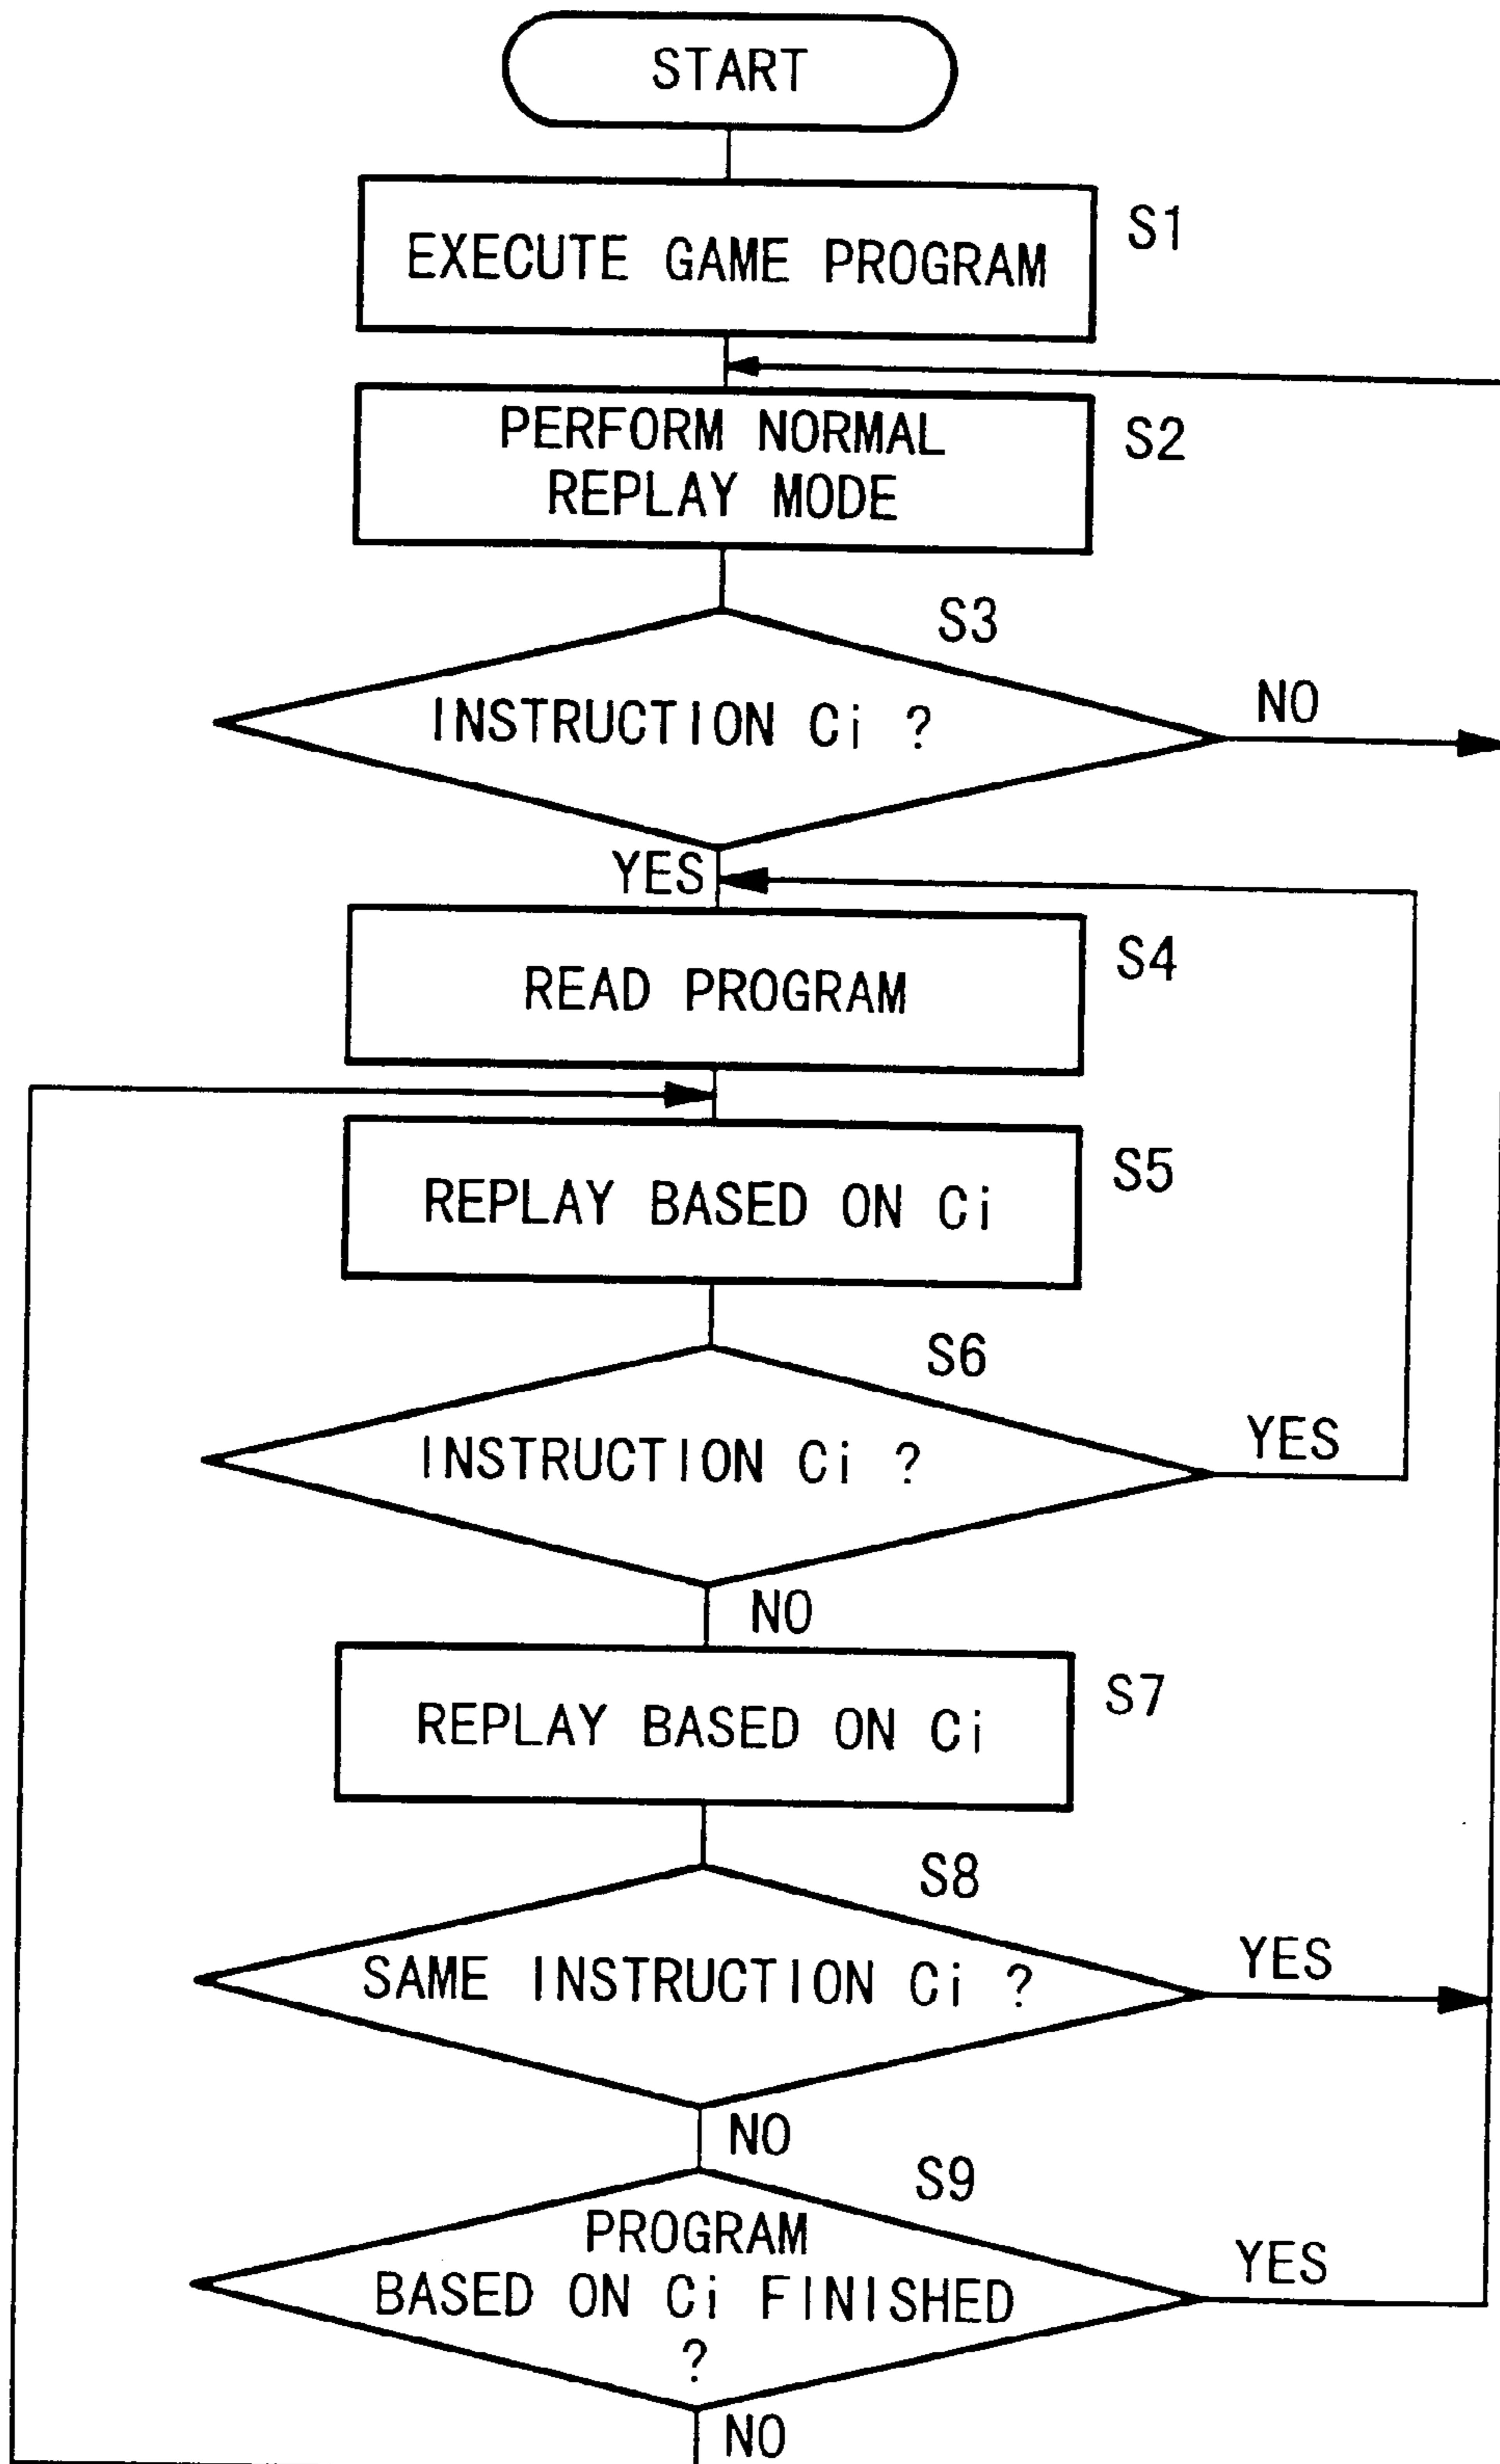 START
EXECUTE GAME PROGRAM
S1
PERFORM NORMAL
REPLAY MODE
S2
S3
INSTRUCTION Ci ?
NO
YES
READ PROGRAM
S4
REPLAY BASED ON Ci
S5
S6
INSTRUCTION Ci ?
YES
NO
REPLAY BASED ON Ci
S7
S8
SAME INSTRUCTION Ci ?
YES
NO
S9
PROGRAM
BASED ON Ci FINISHED
?
YES
NO